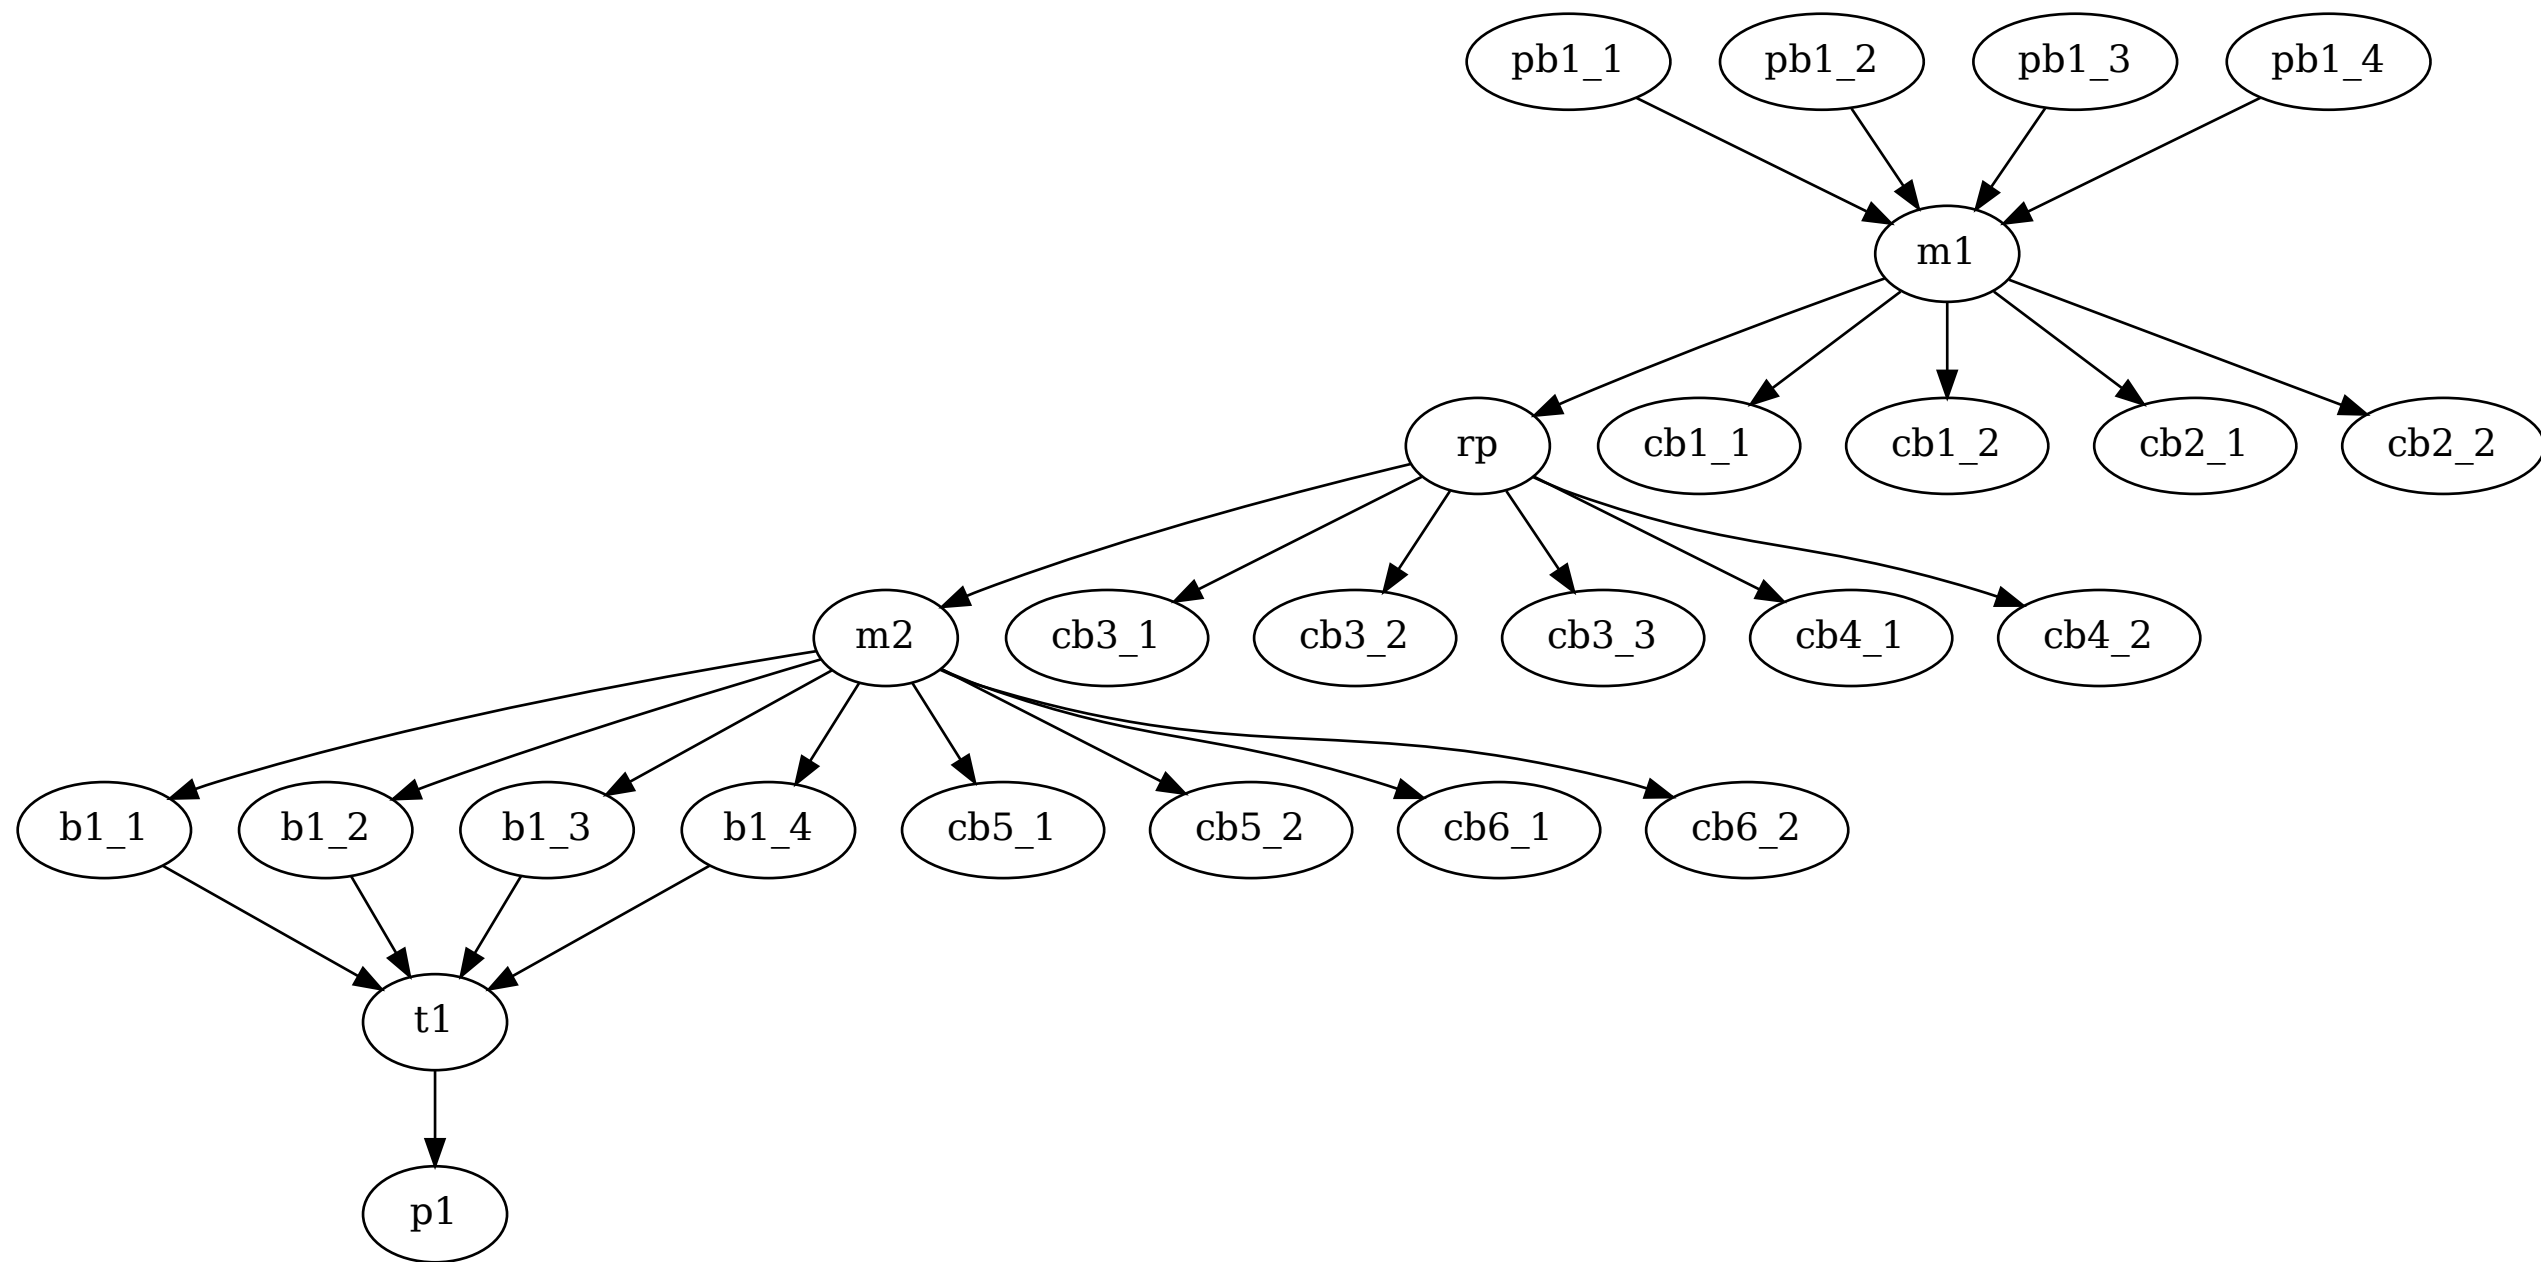 pb1_1 pb1_2 pb1_3 pb1_4
m1
rp cb1_1 cb1_2 cb2_1 cb2_2
m2 cb3_1 cb3_2 cb3_3 cb4_1 cb4_2
b1_1 b1_2 b1_3 b1_4 cb5_1 cb5_2 cb6_1 cb6_2
t1
p1